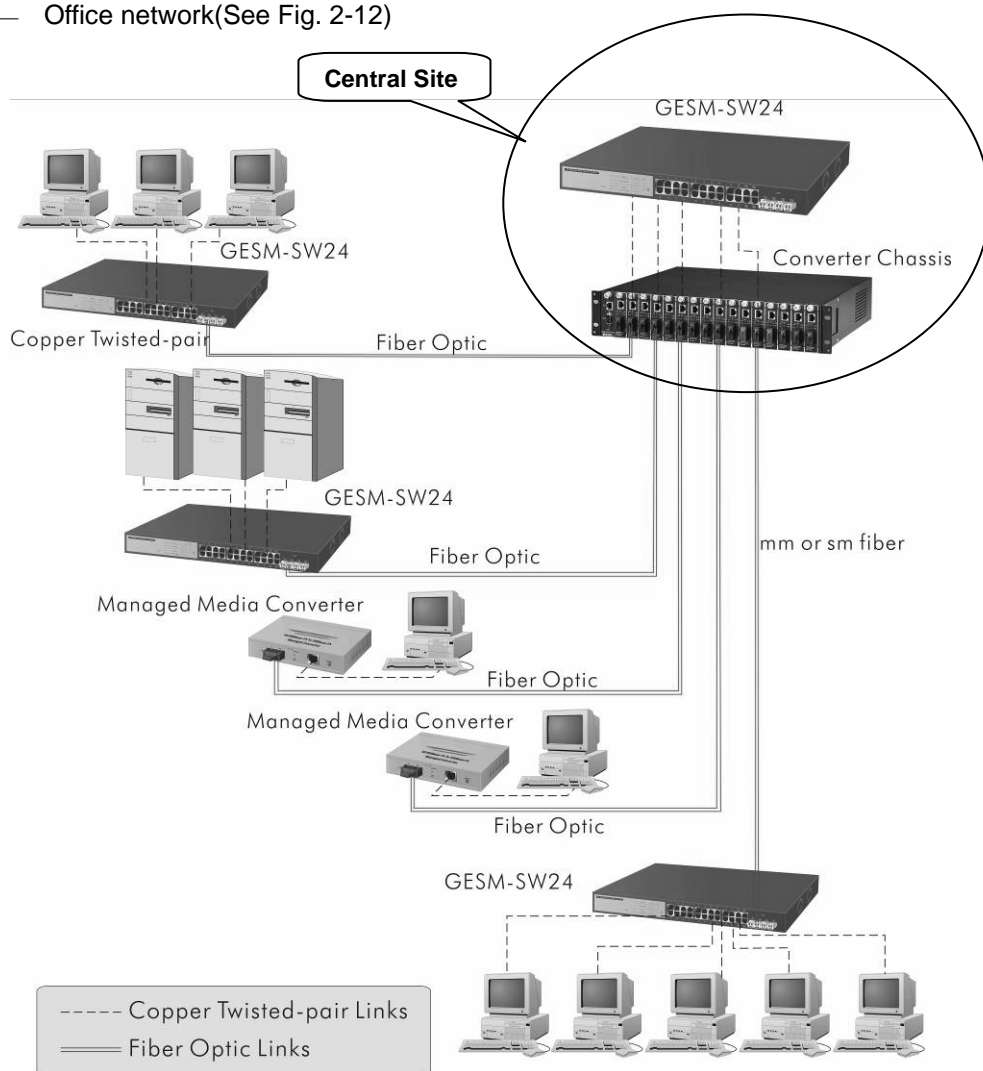 Office network(See Fig. 2-12)
Central Site
GESM-SW24
GESM-SW24
Converter Chassis
Copper Twisted-pair
Fiber Optic
GESM-SW24
mm or sm fiber
Fiber Optic
Managed Media Converter
Fiber Optic
Managed Media Converter
Fiber Optic
GESM-SW24
Copper Twisted-pair Links
Fiber Optic Links